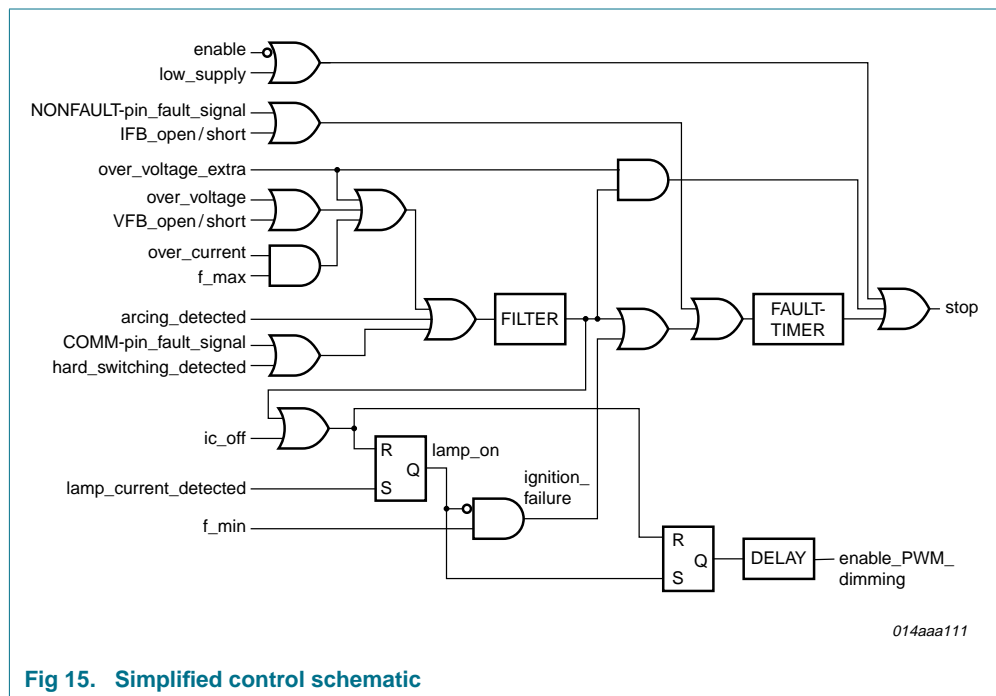 enable
low_supply
NONFAULT-pin_fault_signal
IFB_open/short
over_voltage_extra
over_voltage
VFB_open/short
over_current
f_max
arcing_detected
COMM-pin_fault_signal
hard_switching_detected
FILTER
FAULT-
TIMER
stop
ic_off
lamp_current_detected
f_min
R
Q
S
lamp_on
ignition_
failure
R
Q
S
DELAY
enable_PWM_
dimming
014aaa111
Fig 15. Simplified control schematic